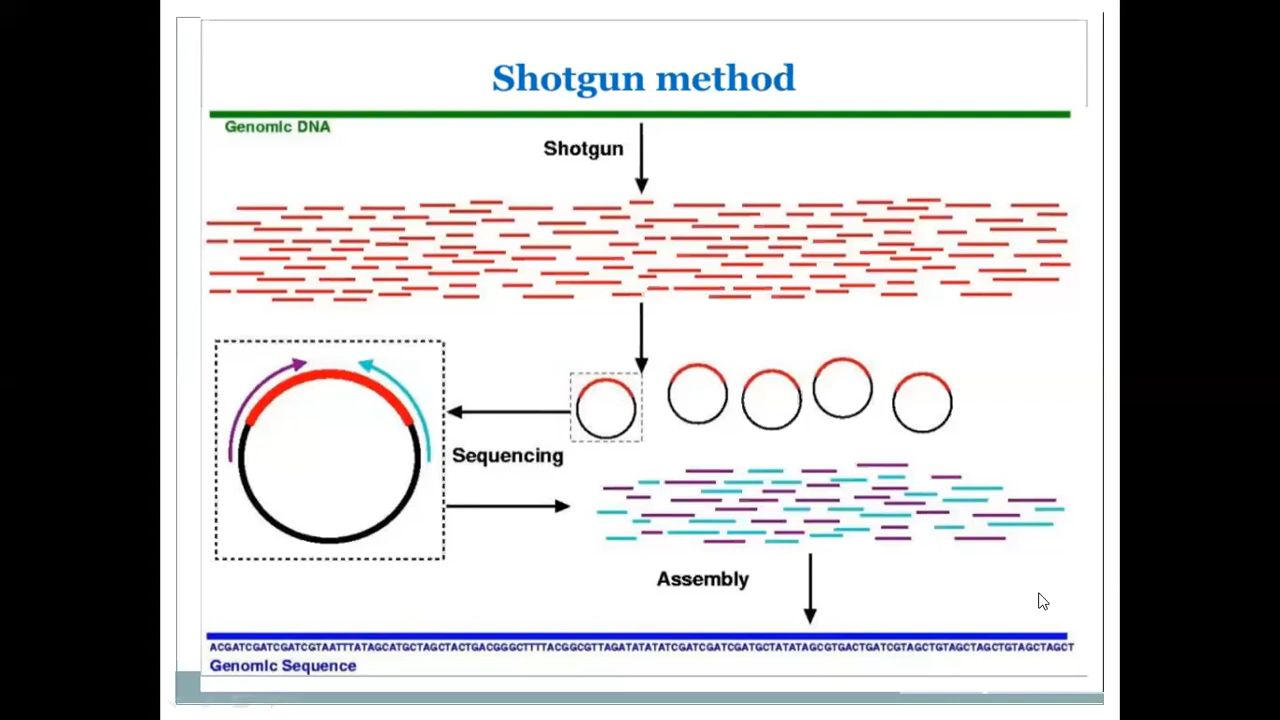 Shotgun method
Genomic DNA
Shotgun
Sequencing
Assembly
ACGATCGATCGATCGTAATTTATAGCATGCTAGCTACTGACGGGCTTTTACGGCGTTAGATATATATCGATCGATCGATGCTATATAGCGTGACTGATCGTAGCTGTAGCTAGCTGTAGCTAGCT
Genomic Sequence